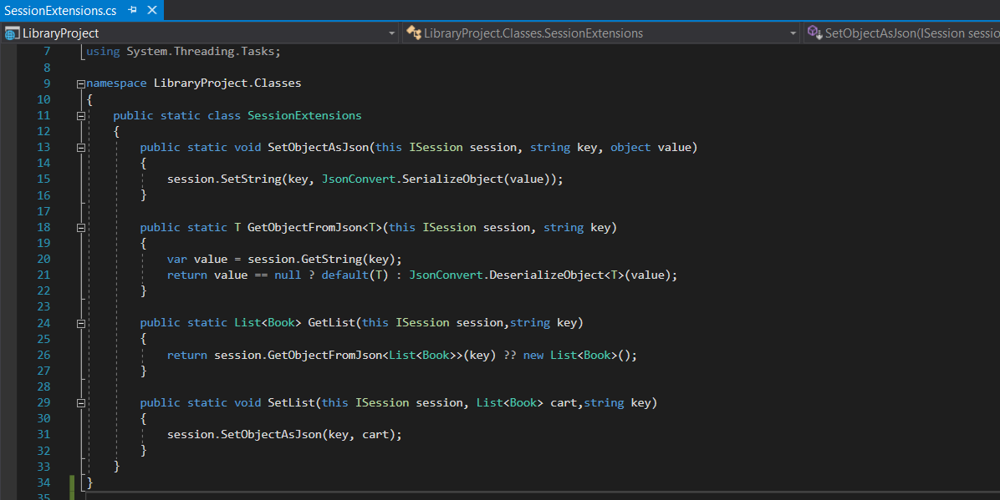 SessionExtensions.cs
LibraryProject LibraryProject.Classes.SessionExtensions SetObjectAsJson(ISession sessio
7 using System.Threading.Tasks;
8
9 namespace LibraryProject.Classes
10 {
11 public static class SessionExtensions
12 {
13 public static void SetObjectAsJson(this ISession session, string key, object value)
14 {
15 session.SetString(key, JsonConvert.SerializeObject(value));
16 }
17
18 public static T GetObjectFromJson<T>(this ISession session, string key)
19 {
20 var value = session.GetString(key);
21 return value == null ? default(T) : JsonConvert.DeserializeObject<T>(value);
22 }
23
24 public static List<Book> GetList(this ISession session,string key)
25 {
26 return session.GetObjectFromJson<List<Book>>(key) ?? new List<Book>();
27 }
28
29 public static void SetList(this ISession session, List<Book> cart,string key)
30 {
31 session.SetObjectAsJson(key, cart);
32 }
33 }
34 }
35